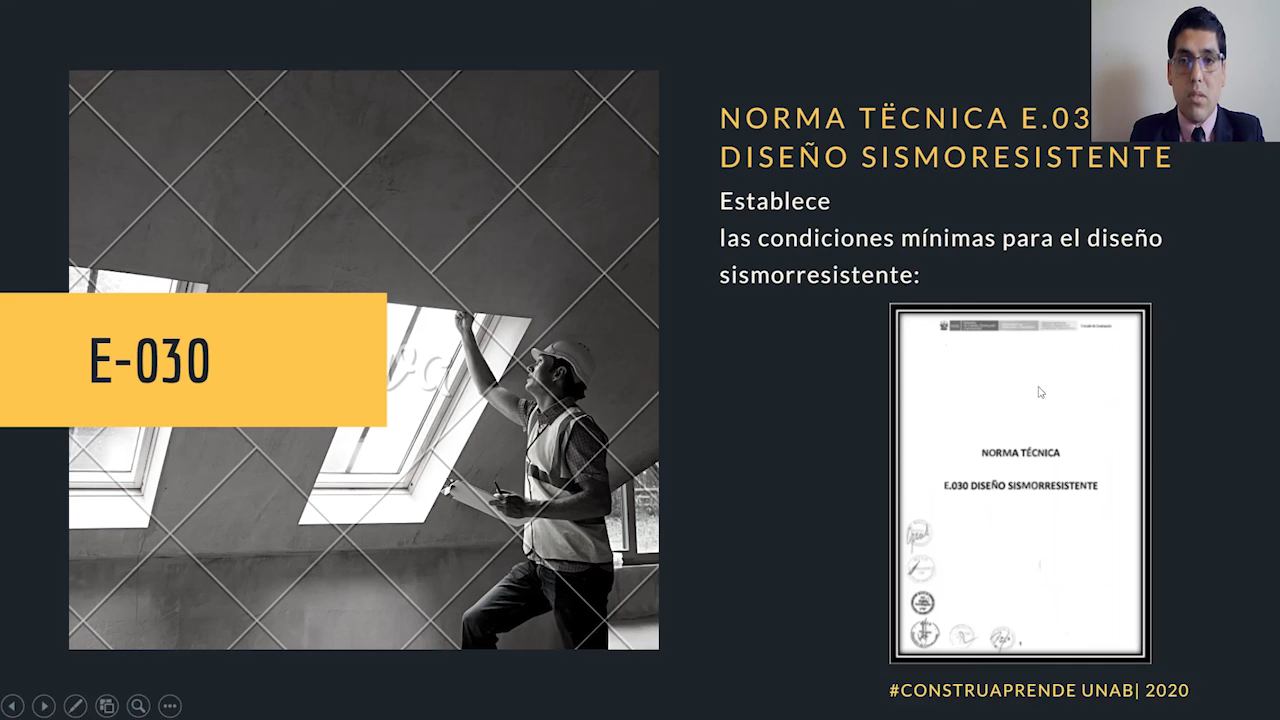 NORMA TËCNICA E.03
DISEÑO SISMORESISTENTE
Establece
las condiciones mínimas para el diseño
sismorresistente:
E-030
va
NORMA TÉCNICA
E.030 DISEÑO SISMORRESISTENTE
#CONSTRUAPRENDE UNAB| 2020